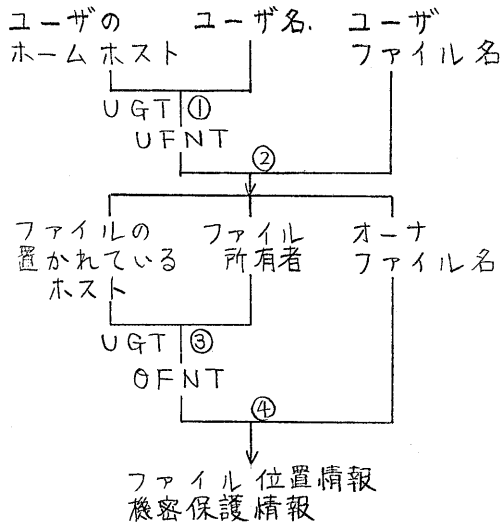 ユーザの
ホームホスト
ユーザ名.
ユーザ
ファイル名
UGT ①
UFNT
②
ファイルの
置かれている
ホスト
ファイル
所有者
オーナ
ファイル名
UGT ③
OFNT
④
ファイル位置情報
機密保護情報